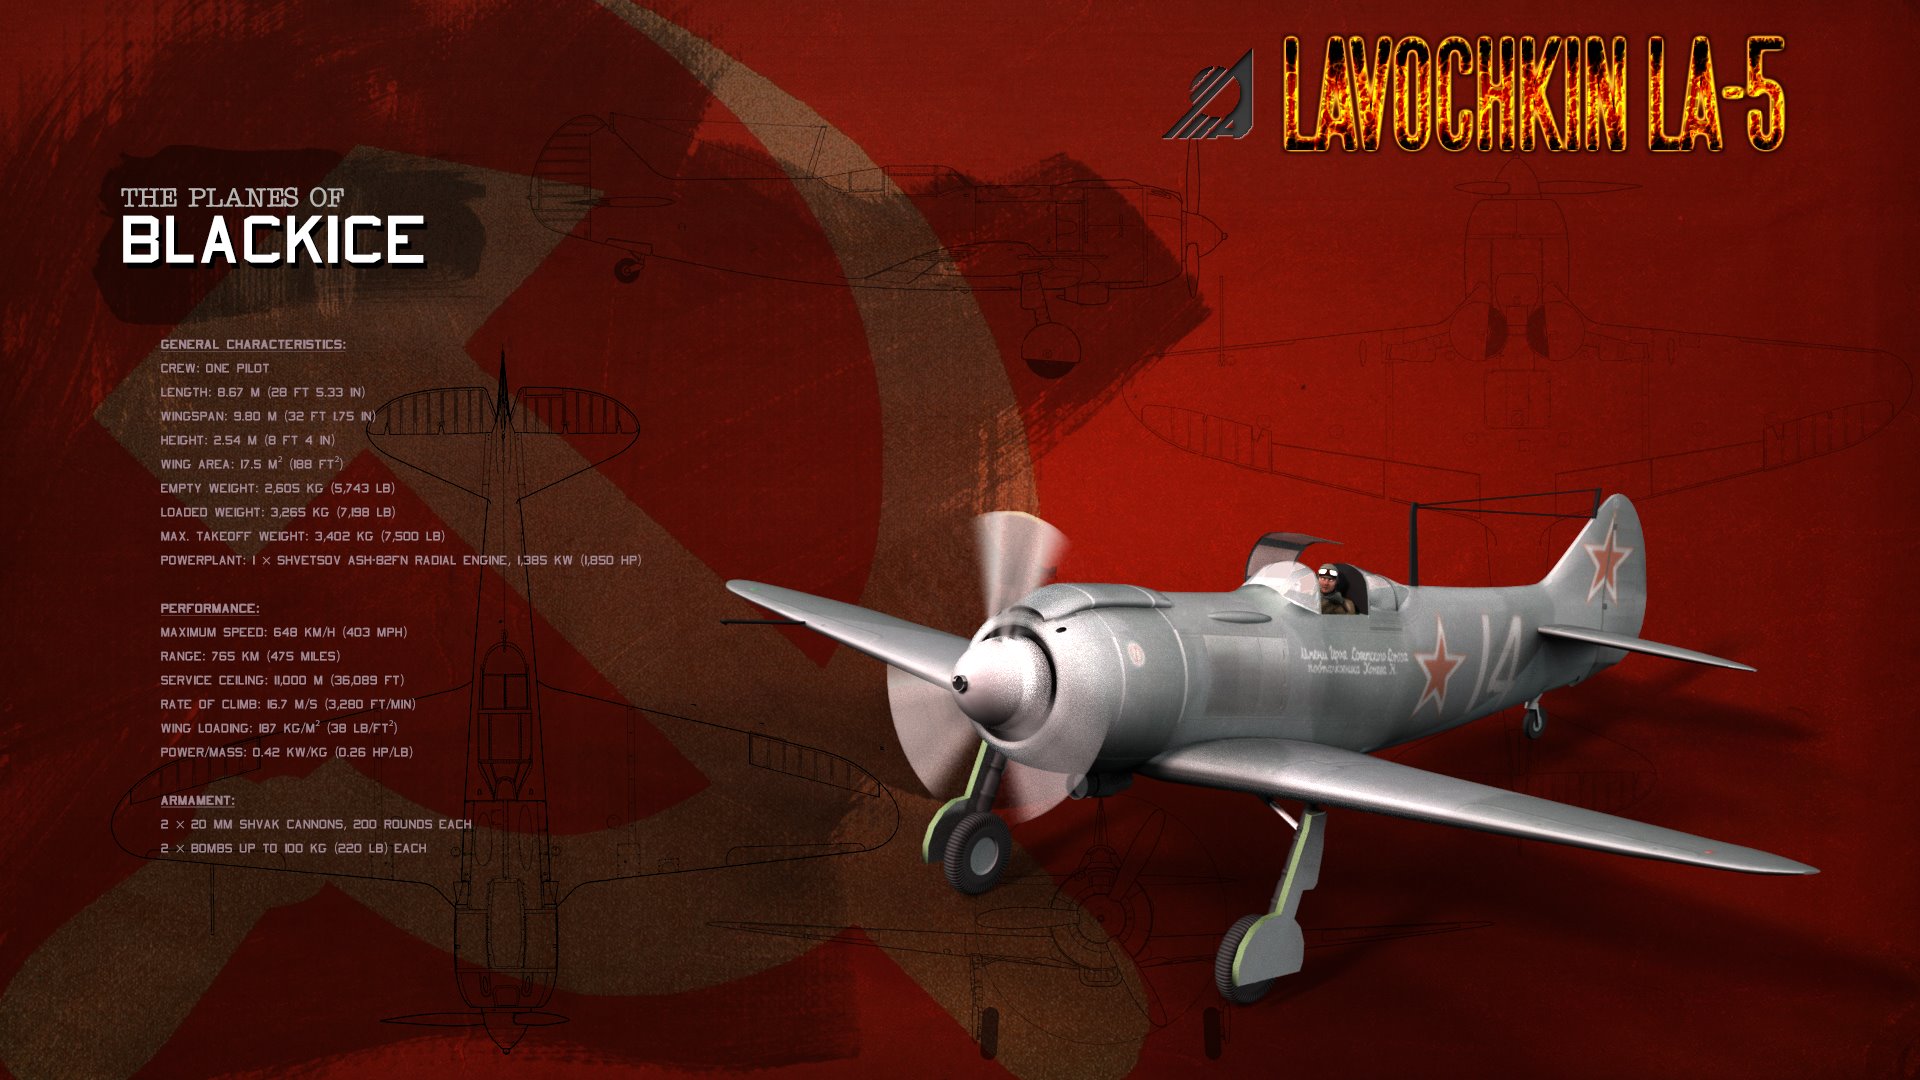 LAVOCHKIN LA-5
THE PLANES OF
BLACKICE
GENERAL CHARACTERISTICS:
CREW: ONE PILOT
LENGTH: 8.67 M (28 FT 5.33 IN)
WINGSPAN: 9.80 M (32 FT 1.75 IN)
HEIGHT: 2.54 M (8 FT 4 IN)
WING AREA: 17.5 M² (188 FT²)
EMPTY WEIGHT: 2,605 KG (5,743 LB)
LOADED WEIGHT: 3,265 KG (7,198 LB)
MAX. TAKEOFF WEIGHT: 3,402 KG (7,500 LB)
POWERPLANT: 1 × SHVETSOV ASH-82FN RADIAL ENGINE, 1,385 KW (1,850 HP)
PERFORMANCE:
MAXIMUM SPEED: 648 KM/H (403 MPH)
RANGE: 765 KM (475 MILES)
SERVICE CEILING: 11,000 M (36,089 FT)
RATE OF CLIMB: 16.7 M/S (3,280 FT/MIN)
WING LOADING: 187 KG/M² (38 LB/FT²)
POWER/MASS: 0.42 KW/KG (0.26 HP/LB)
ARMAMENT:
2 × 20 MM SHVAK CANNONS, 200 ROUNDS EACH
2 × BOMBS UP TO 100 KG (220 LB) EACH
Имени Героя Советского Союза
подполковника Конева Н.
14